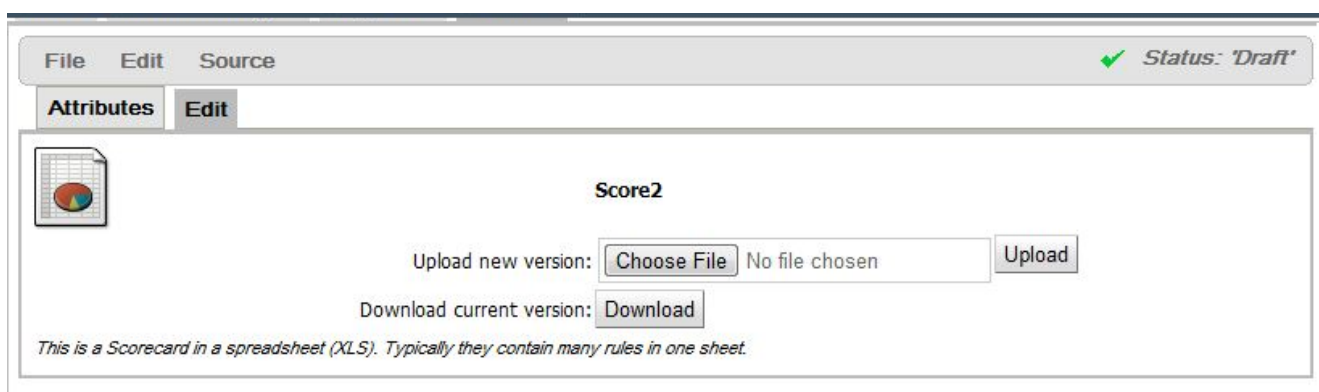 File Edit Source ✔ Status: 'Draft'
Attributes Edit
Score2
Upload new version: Choose File No file chosen Upload
Download current version: Download
This is a Scorecard in a spreadsheet (XLS). Typically they contain many rules in one sheet.